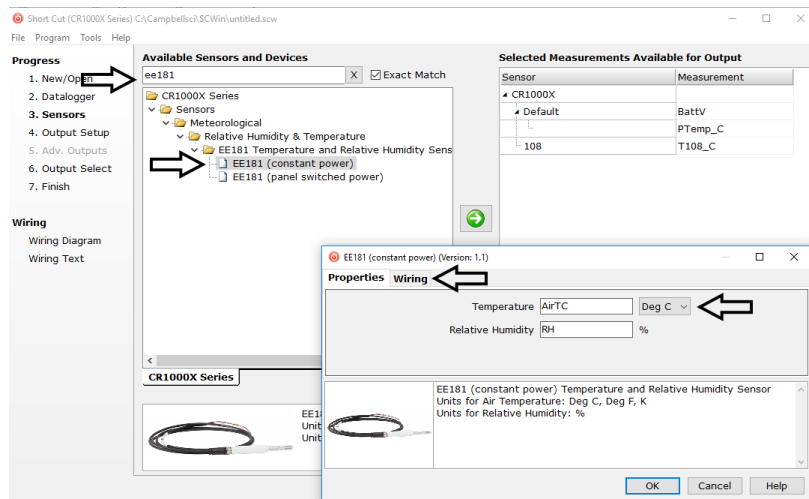 Short Cut (CR1000X Series) C:\Campbellsci\SCWin\untitled.scw
File Program Tools Help
Progress
1. New/Open
2. Datalogger
3. Sensors
4. Output Setup
5. Adv. Outputs
6. Output Select
7. Finish
Wiring
Wiring Diagram
Wiring Text
Available Sensors and Devices
ee181 X Exact Match
CR1000X Series
Sensors
Meteorological
Relative Humidity & Temperature
EE181 Temperature and Relative Humidity Sens
EE181 (constant power)
EE181 (panel switched power)
CR1000X Series
EE18
Unit
Unit
Selected Measurements Available for Output
Sensor Measurement
CR1000X
Default BattV
PTemp_C
108 T108_C
EE181 (constant power) (Version: 1.1)
Properties Wiring
Temperature AirTC Deg C
Relative Humidity RH %
EE181 (constant power) Temperature and Relative Humidity Sensor
Units for Air Temperature: Deg C, Deg F, K
Units for Relative Humidity: %
OK Cancel Help